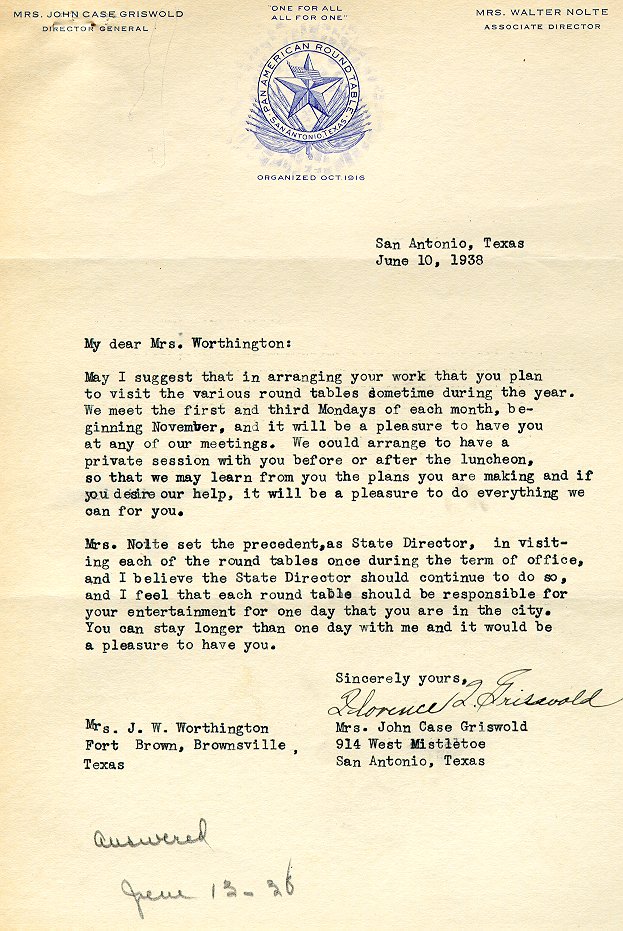 MRS. JOHN CASE GRISWOLD
DIRECTOR GENERAL
"ONE FOR ALL
ALL FOR ONE"
MRS. WALTER NOLTE
ASSOCIATE DIRECTOR
PAN AMERICAN ROUND TABLE
SAN ANTONIO, TEXAS
ORGANIZED OCT. 1916
San Antonio, Texas
June 10, 1938
My dear Mrs. Worthington:
May I suggest that in arranging your work that you plan
to visit the various round tables sometime during the year.
We meet the first and third Mondays of each month, be-
ginning November, and it will be a pleasure to have you
at any of our meetings. We could arrange to have a
private session with you before or after the luncheon,
so that we may learn from you the plans you are making and if
you desire our help, it will be a pleasure to do everything we
can for you.
Mrs. Nolte set the precedent,as State Director, in visit-
ing each of the round tables once during the term of office,
and I believe the State Director should continue to do so,
and I feel that each round table should be responsible for
your entertainment for one day that you are in the city.
You can stay longer than one day with me and it would be
a pleasure to have you.
Sincerely yours,
Florence T. Griswold
Mrs. John Case Griswold
914 West Mistletoe
San Antonio, Texas
Mrs. J. W. Worthington
Fort Brown, Brownsville,
Texas
answered
June 13-